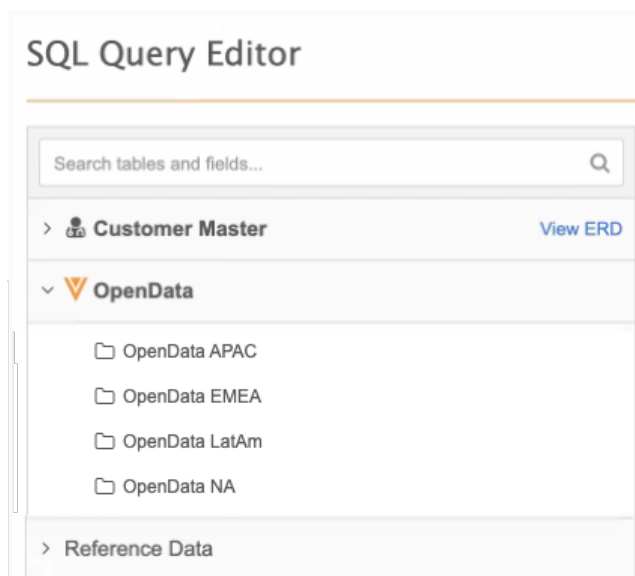 SQL Query Editor
Search tables and fields...
Customer Master View ERD
OpenData
OpenData APAC
OpenData EMEA
OpenData LatAm
OpenData NA
Reference Data